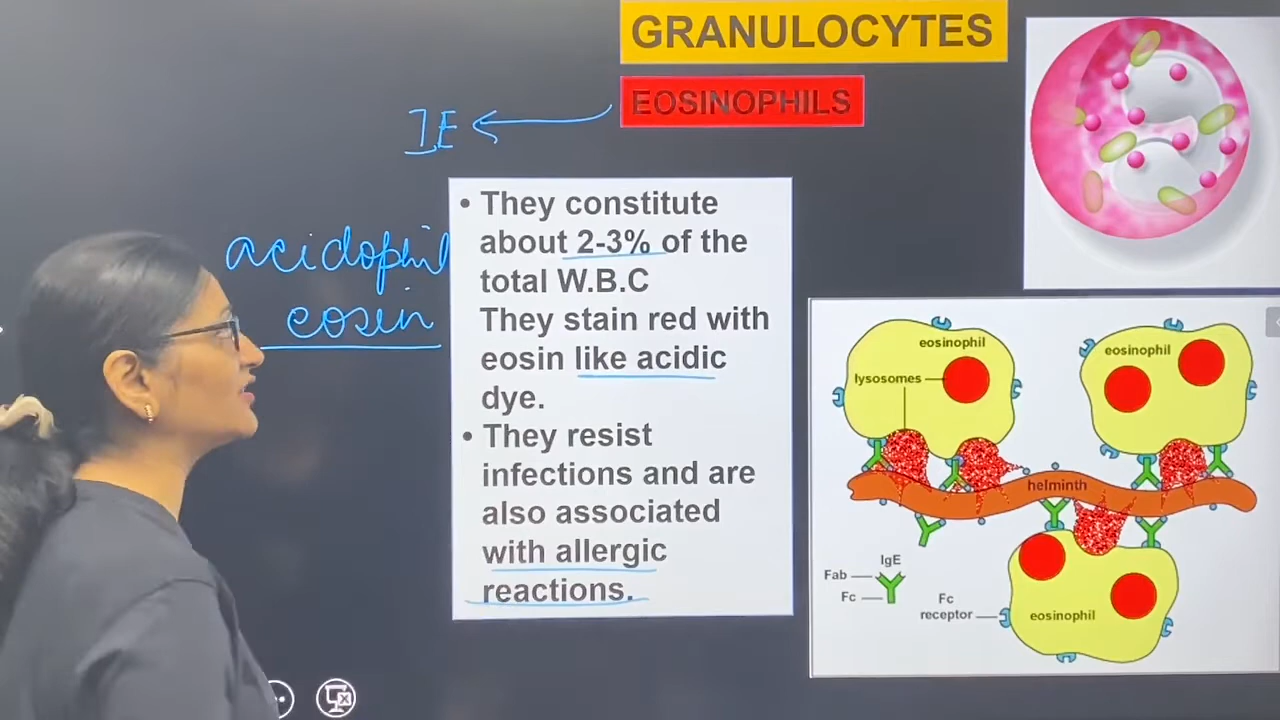 GRANULOCYTES
EOSINOPHILS
IE
acidophil
eosin
• They constitute
about 2-3% of the
total W.B.C
They stain red with
eosin like acidic
dye.
• They resist
infections and are
also associated
with allergic
reactions.
eosinophil
lysosomes
eosinophil
helminth
IgE
Fab
Fc
Fc
receptor
eosinophil